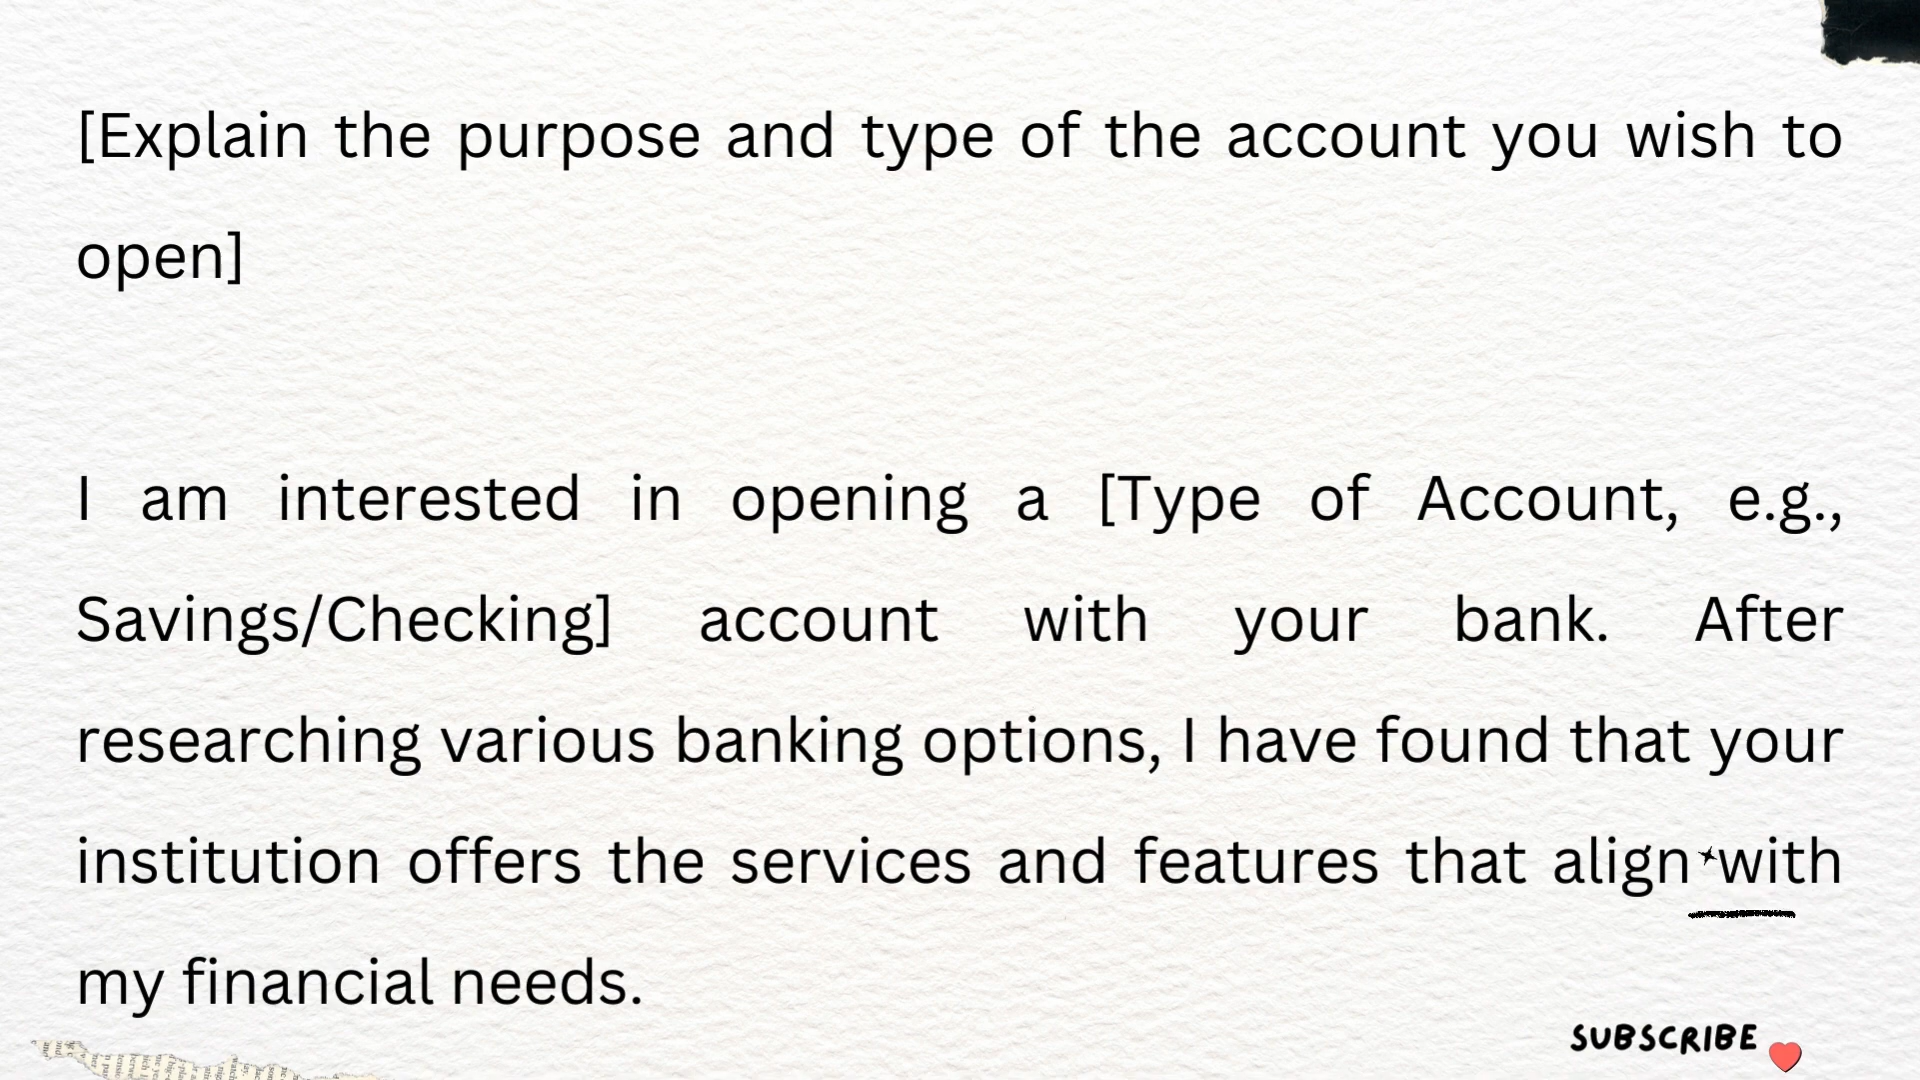 [Explain the purpose and type of the account you wish to
open]
I am interested in opening a [Type of Account, e.g.,
Savings/Checking] account with your bank. After
researching various banking options, I have found that your
institution offers the services and features that align with
my financial needs.
SUBSCRIBE